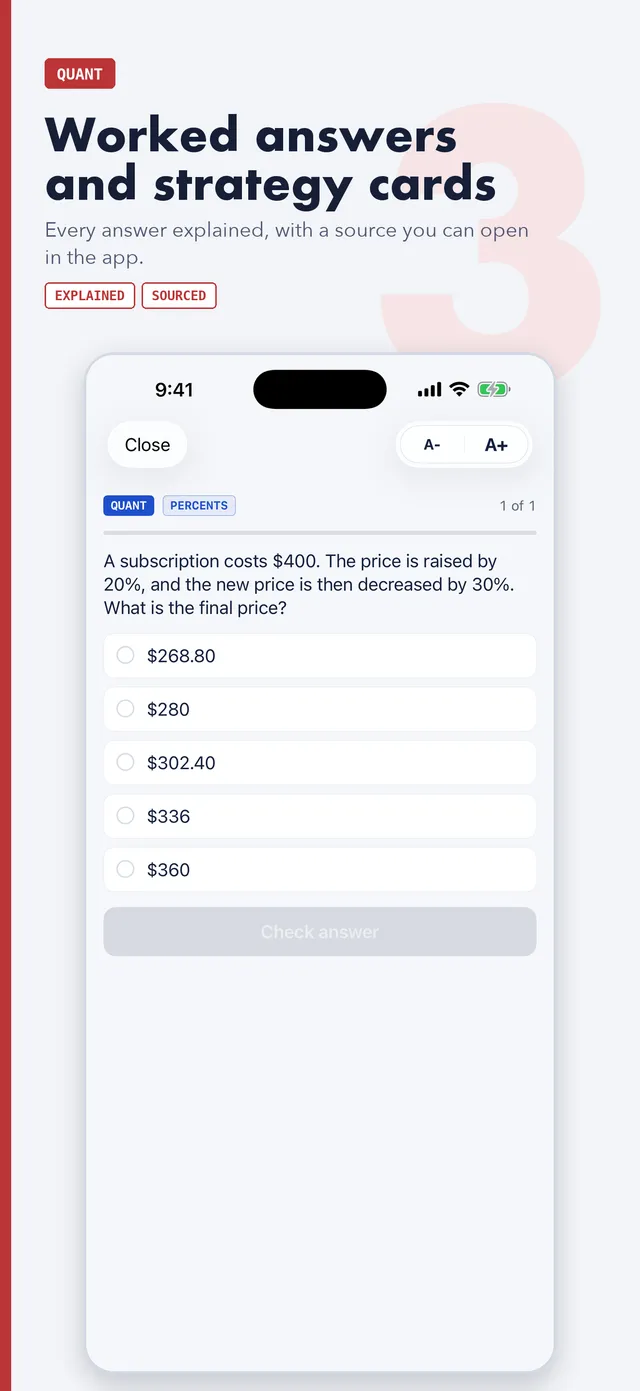 QUANT
3
Worked answers
and strategy cards
Every answer explained, with a source you can open
in the app.
EXPLAINED SOURCED
9:41
Close A- A+
QUANT PERCENTS 1 of 1
A subscription costs $400. The price is raised by
20%, and the new price is then decreased by 30%.
What is the final price?
$268.80
$280
$302.40
$336
$360
Check answer